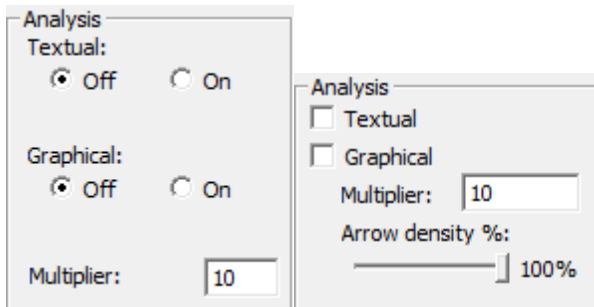 Analysis
Textual:
Off On
Graphical:
Off On
Multiplier: 10
Analysis
Textual
Graphical
Multiplier: 10
Arrow density %:
100%